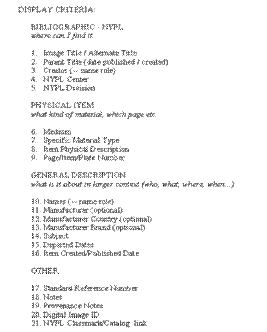 DISPLAY CRITERIA:
BIBLIOGRAPHIC - NYPL
where can I find it
1. Image Title / Alternate Title
2. Parent Title (date published / created)
3. Creator (-- name role)
4. NYPL Center
5. NYPL Division
PHYSICAL ITEM
what kind of material, which page etc.
6. Medium
7. Specific Material Type
8. Item Physical Description
9. Page/Item/Plate Number
GENERAL DESCRIPTION
what is it about in larger context (who, what, where, when...)
10. Names (-- name role)
11. Manufacturer (optional)
12. Manufacturer Country (optional)
13. Manufacturer Brand (optional)
14. Subject
15. Depicted Dates
16. Item Created/Published Date
OTHER
17. Standard Reference Number
18. Notes
19. Provenance Notes
20. Digital Image ID
21. NYPL Classmark/Catalog link